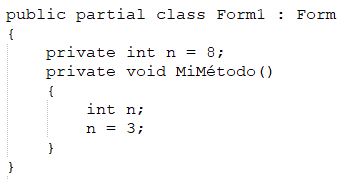 public partial class Form1 : Form
{
    private int n = 8;
    private void MiMétodo()
    {
        int n;
        n = 3;
    }
}